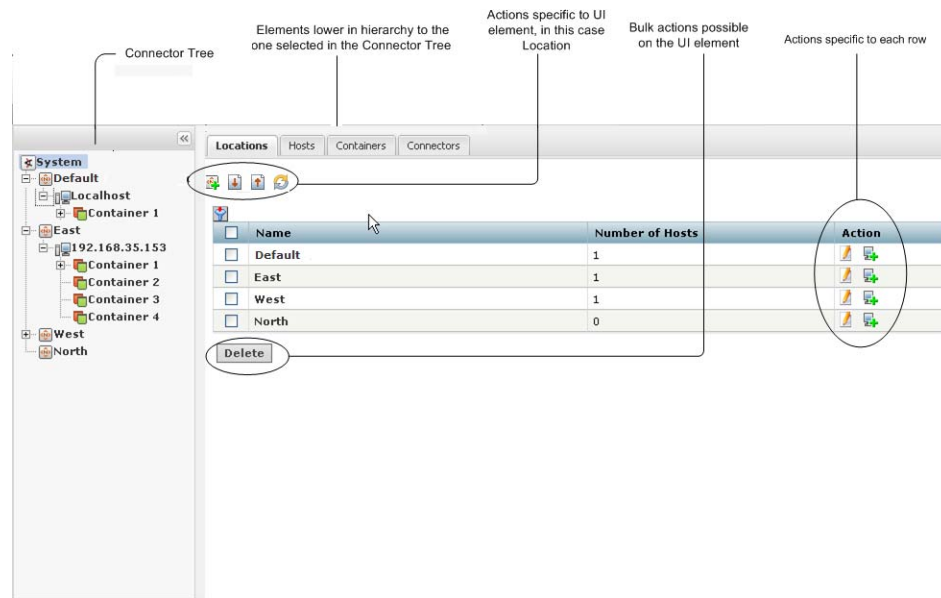 Connector Tree
Elements lower in hierarchy to the
one selected in the Connector Tree
Actions specific to UI
element, in this case
Location
Bulk actions possible
on the UI element
Actions specific to each row
System
Default
Localhost
Container 1
East
192.168.35.153
Container 1
Container 2
Container 3
Container 4
West
North
Locations Hosts Containers Connectors
Name Number of Hosts Action
Default 1
East 1
West 1
North 0
Delete